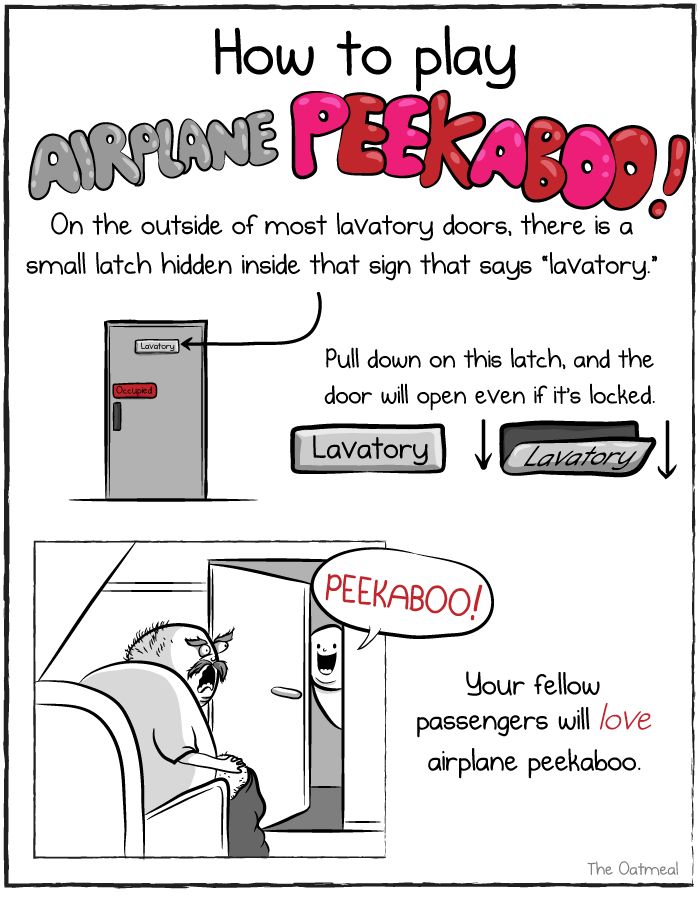 How to play
AIRPLANE PEEKABOO!
On the outside of most lavatory doors, there is a
small latch hidden inside that sign that says "lavatory."
Lavatory
Occupied
Pull down on this latch, and the
door will open even if it's locked.
Lavatory
Lavatory
PEEKABOO!
Your fellow
passengers will love
airplane peekaboo.
The Oatmeal